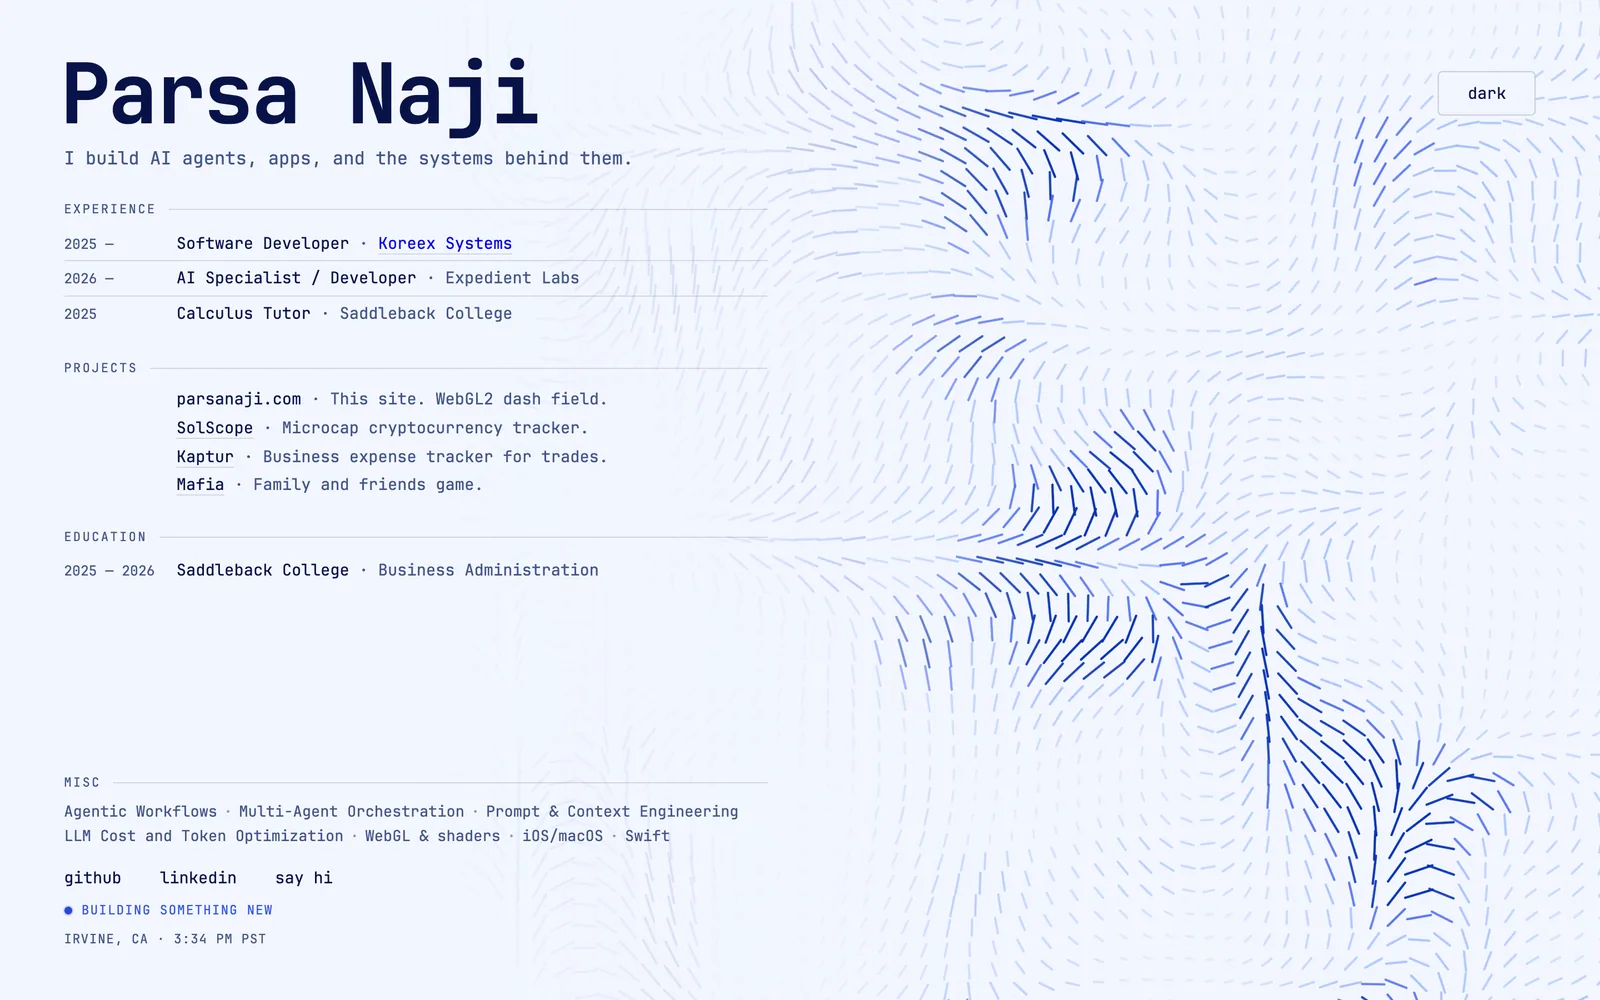 Parsa Naji
dark
I build AI agents, apps, and the systems behind them.
EXPERIENCE
2025 — Software Developer · Koreex Systems
2026 — AI Specialist / Developer · Expedient Labs
2025 Calculus Tutor · Saddleback College
PROJECTS
parsanaji.com · This site. WebGL2 dash field.
SolScope · Microcap cryptocurrency tracker.
Kaptur · Business expense tracker for trades.
Mafia · Family and friends game.
EDUCATION
2025 — 2026 Saddleback College · Business Administration
MISC
Agentic Workflows · Multi-Agent Orchestration · Prompt & Context Engineering
LLM Cost and Token Optimization · WebGL & shaders · iOS/macOS · Swift
github linkedin say hi
BUILDING SOMETHING NEW
IRVINE, CA · 3:34 PM PST